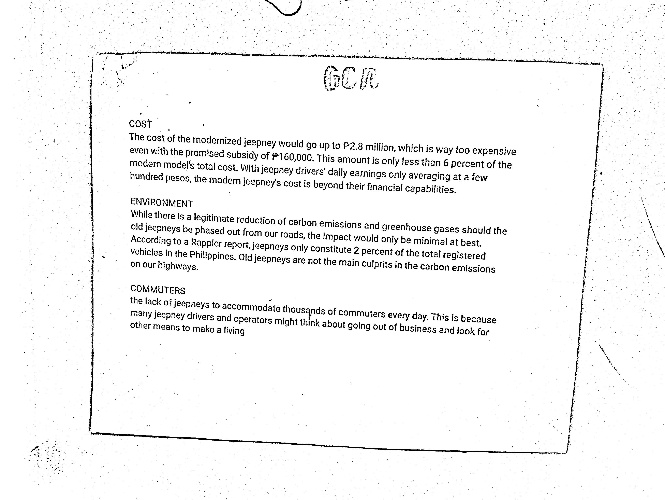 GCR
COST
The cost of the modernized jeepney would go up to P2.8 million, which is way too expensive
even with the promised subsidy of ₱160,000. This amount is only less than 6 percent of the
modern model's total cost. With jeepney drivers' daily earnings only averaging at a few
hundred pesos, the modern jeepney's cost is beyond their financial capabilities.
ENVIRONMENT
While there is a legitimate reduction of carbon emissions and greenhouse gases should the
old jeepneys be phased out from our roads, the impact would only be minimal at best.
According to a Rappler report, jeepneys only constitute 2 percent of the total registered
vehicles in the Philippines. Old jeepneys are not the main culprits in the carbon emissions
on our highways.
COMMUTERS
the lack of jeepneys to accommodate thousands of commuters every day. This is because
many jeepney drivers and operators might think about going out of business and look for
other means to make a living